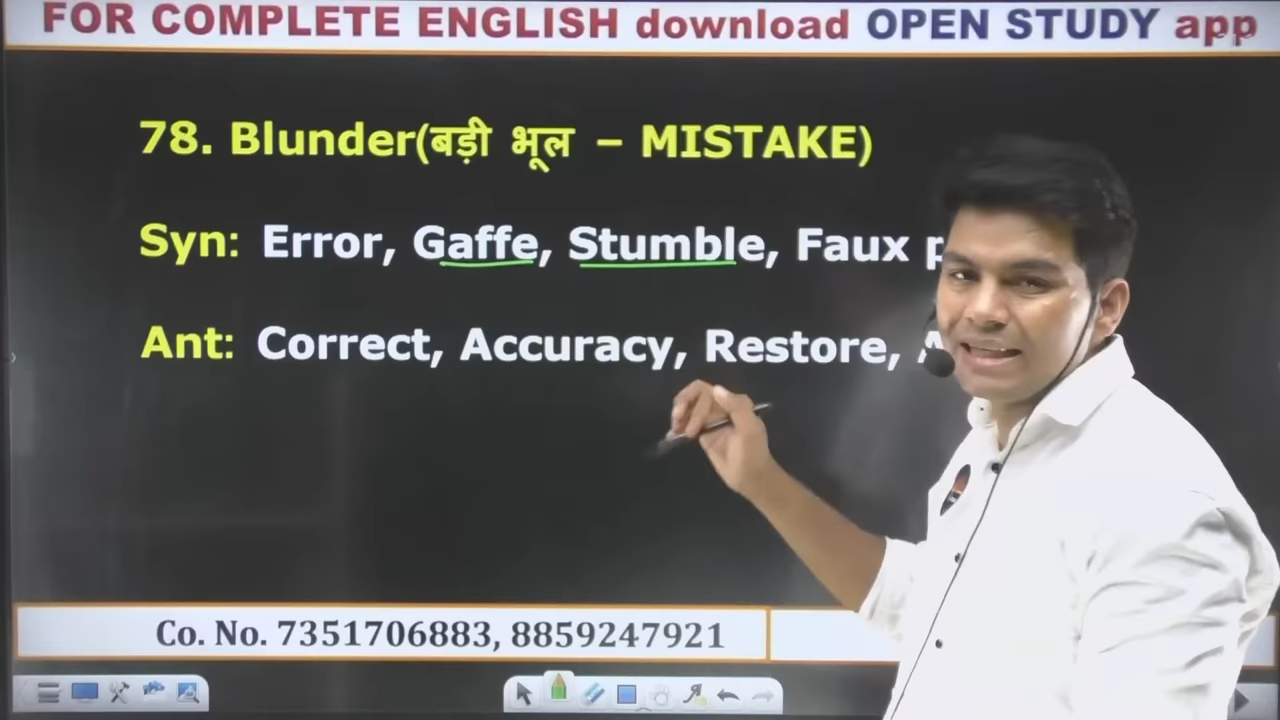 FOR COMPLETE ENGLISH download OPEN STUDY app
78. Blunder(बड़ी भूल – MISTAKE)
Syn: Error, Gaffe, Stumble, Faux
Ant: Correct, Accuracy, Restore,
Co. No. 7351706883, 8859247921